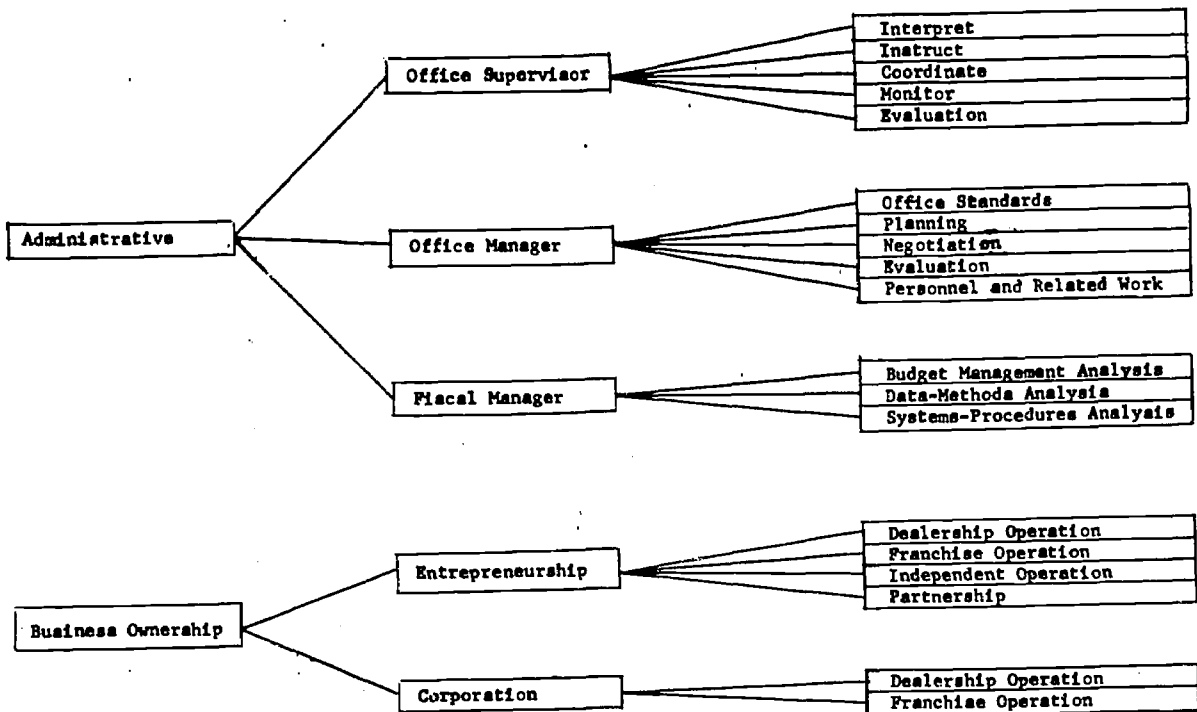 Administrative
Office Supervisor
Interpret
Instruct
Coordinate
Monitor
Evaluation
Office Manager
Office Standards
Planning
Negotiation
Evaluation
Personnel and Related Work
Fiscal Manager
Budget Management Analysis
Data-Methods Analysis
Systems-Procedures Analysis
Business Ownership
Entrepreneurship
Dealership Operation
Franchise Operation
Independent Operation
Partnership
Corporation
Dealership Operation
Franchise Operation